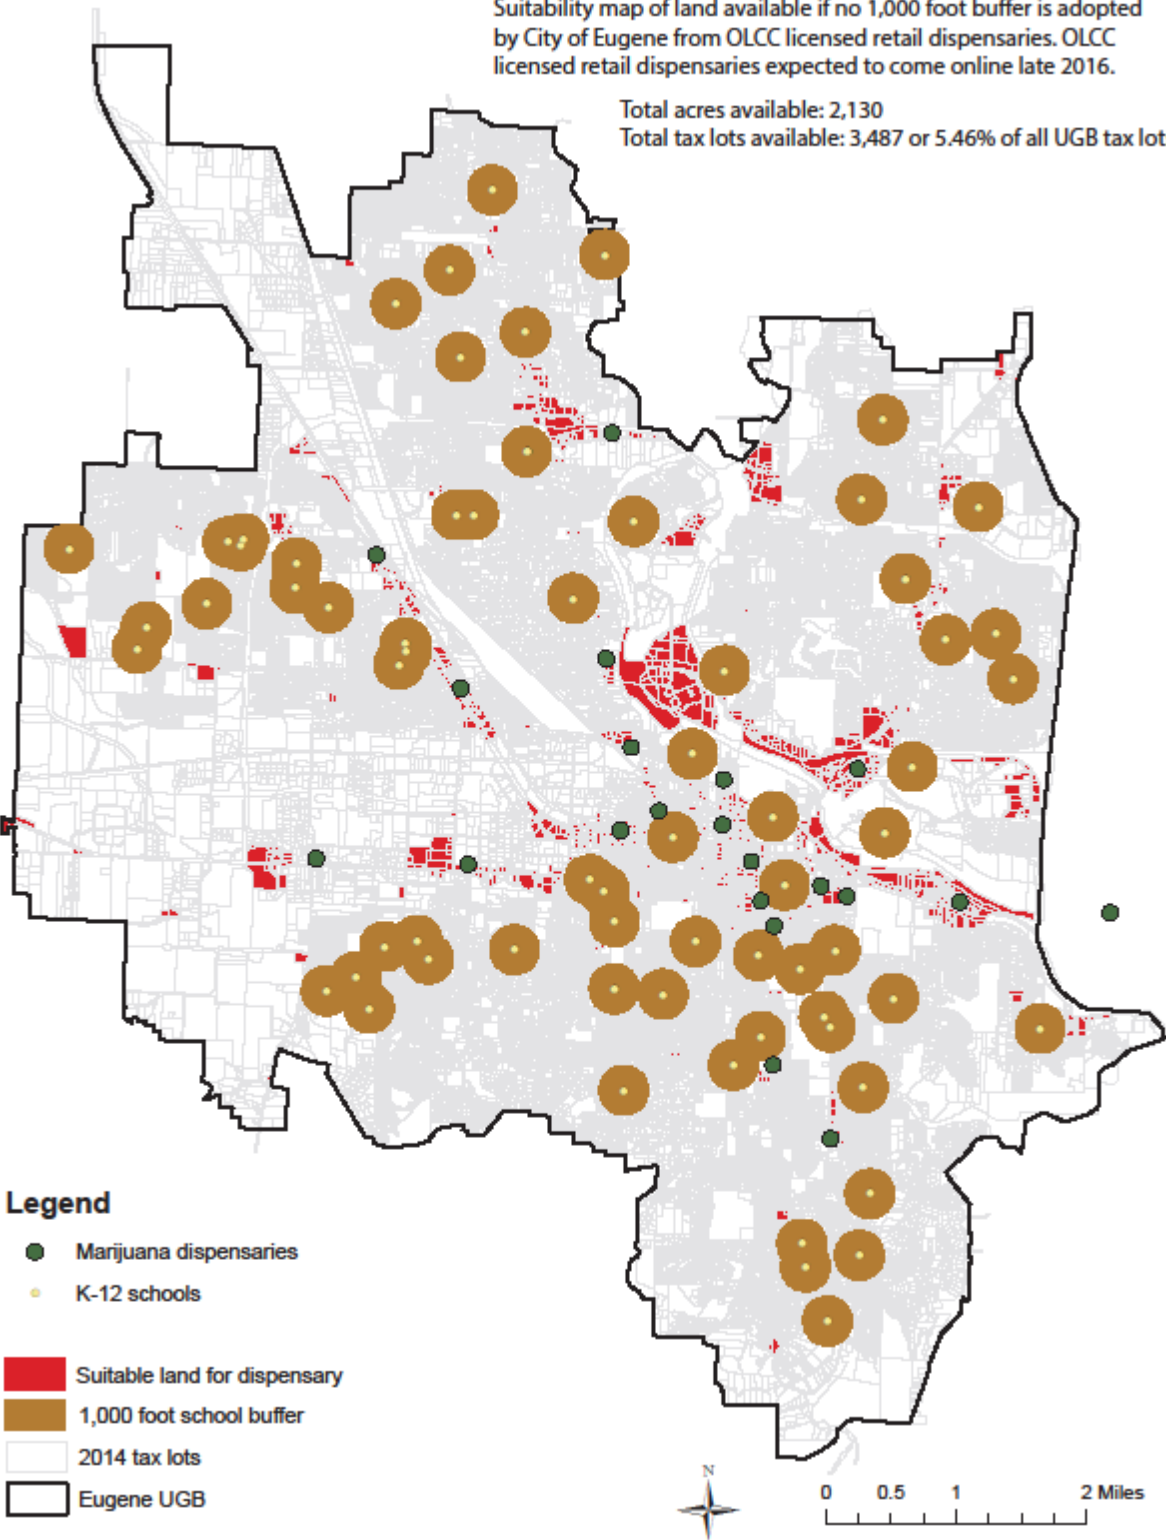 Suitability map of land available if no 1,000 foot buffer is adopted
by City of Eugene from OLCC licensed retail dispensaries. OLCC
licensed retail dispensaries expected to come online late 2016.
Total acres available: 2,130
Total tax lots available: 3,487 or 5.46% of all UGB tax lot
Legend
Marijuana dispensaries
K-12 schools
Suitable land for dispensary
1,000 foot school buffer
2014 tax lots
Eugene UGB
N
0 0.5 1 2 Miles